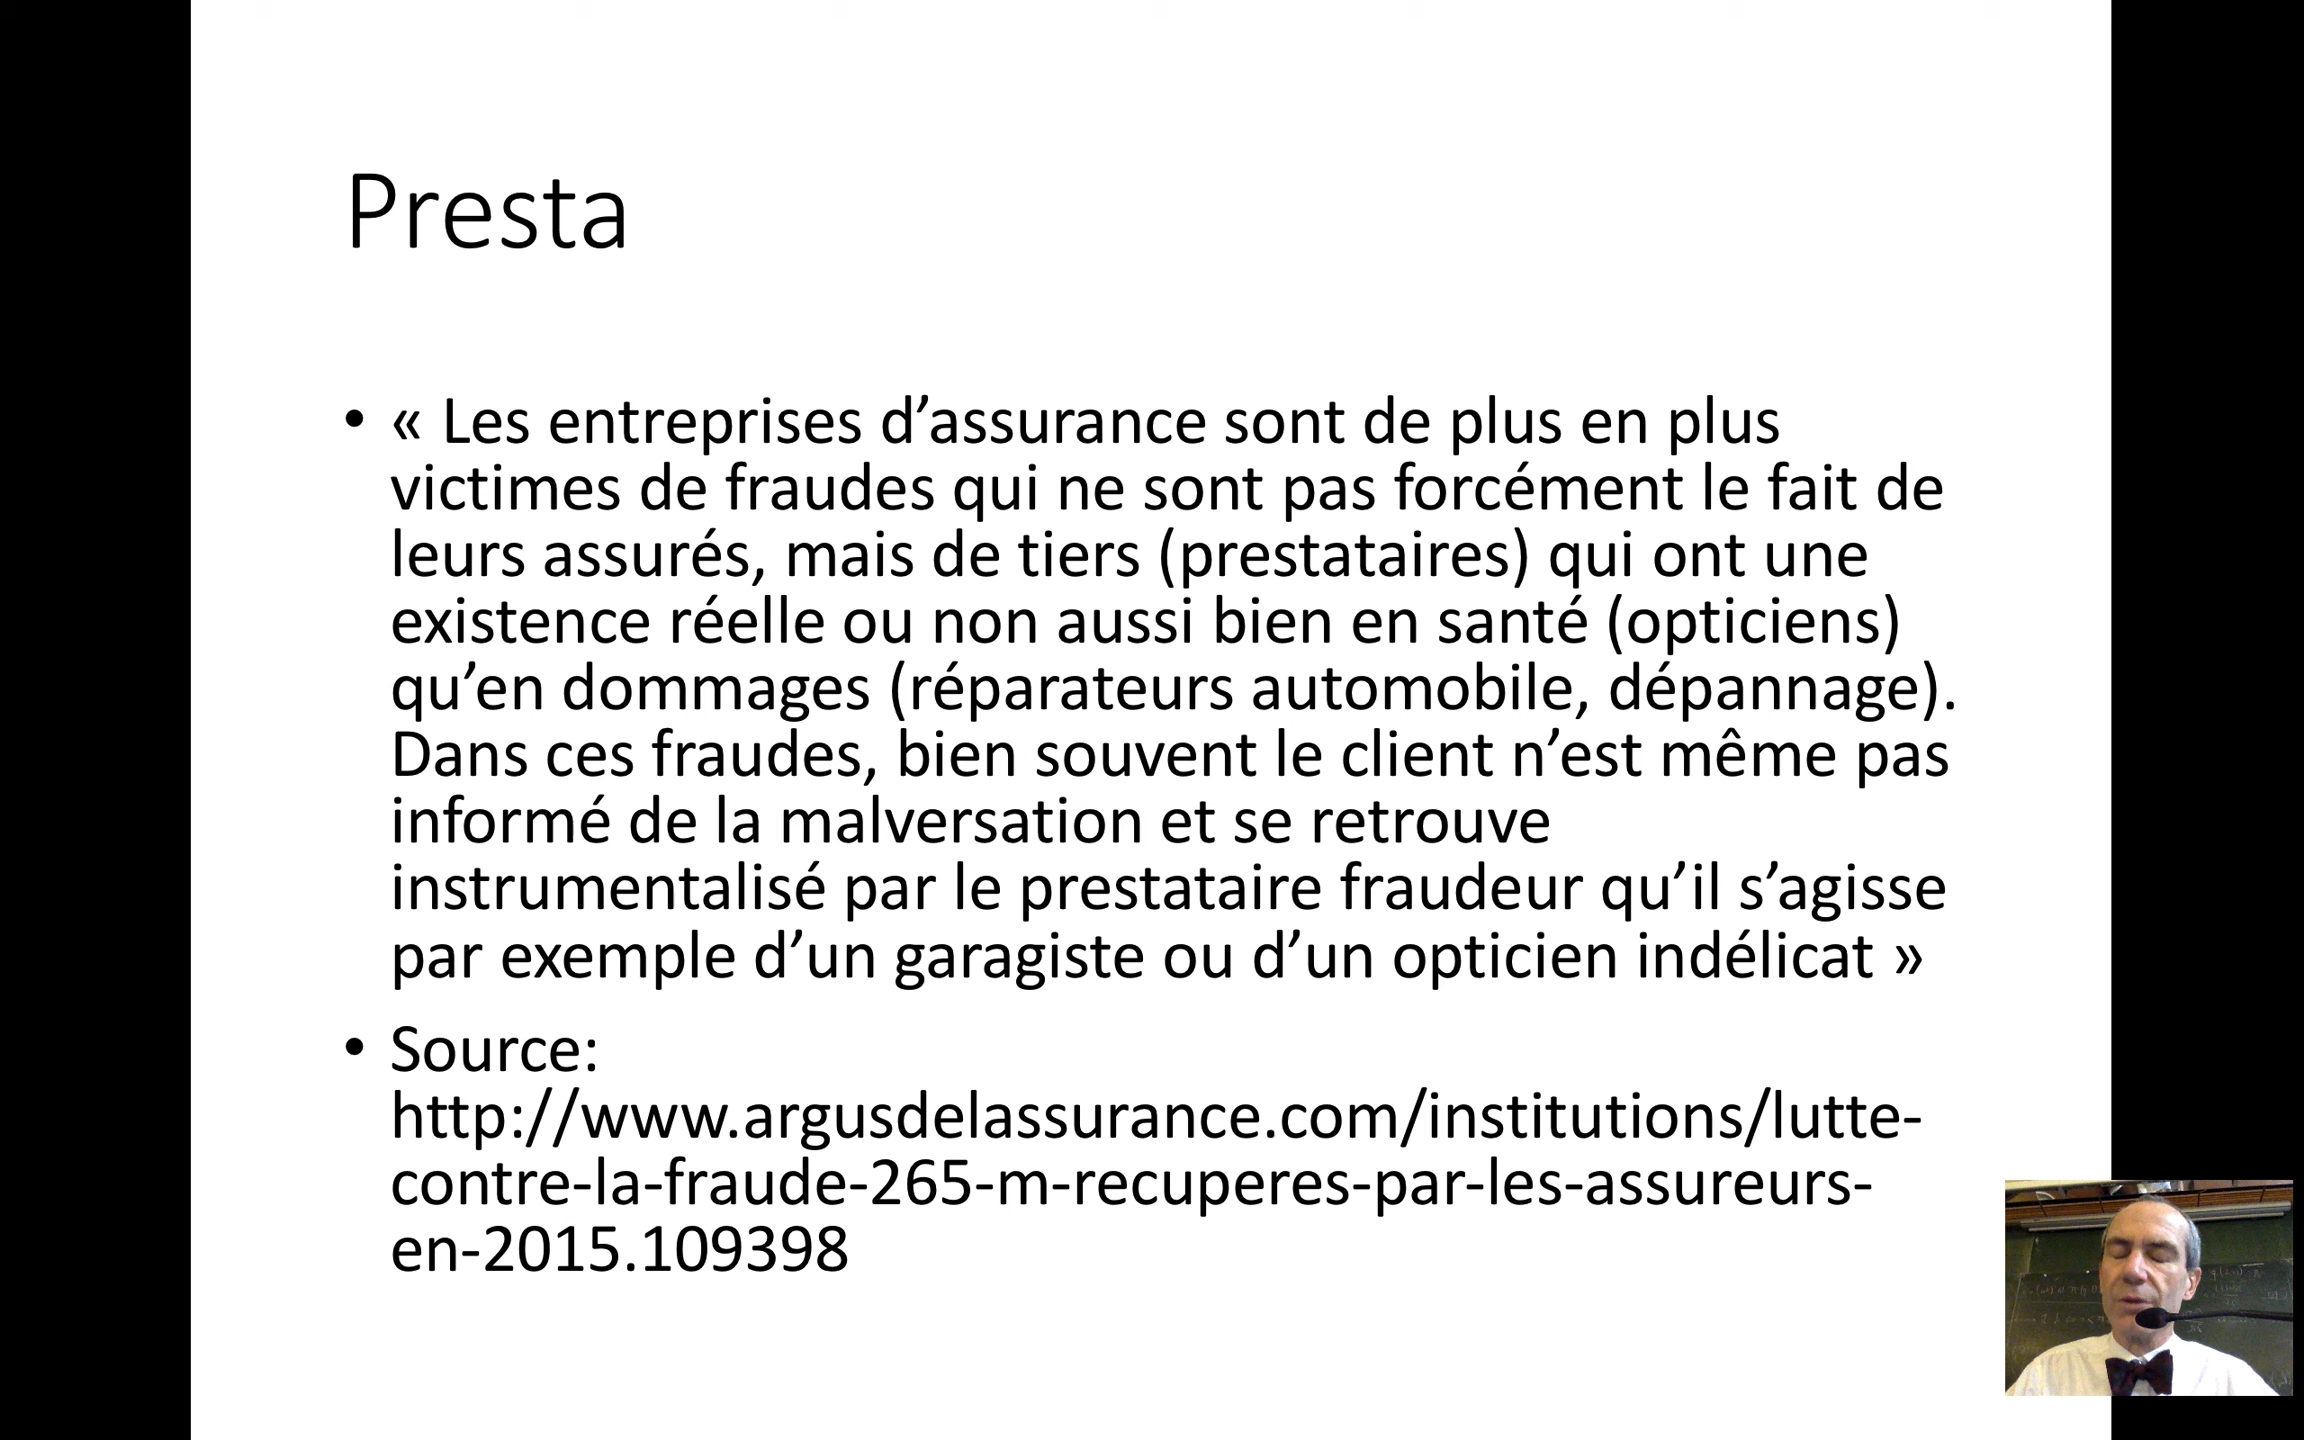 Presta
• « Les entreprises d’assurance sont de plus en plus
victimes de fraudes qui ne sont pas forcément le fait de
leurs assurés, mais de tiers (prestataires) qui ont une
existence réelle ou non aussi bien en santé (opticiens)
qu’en dommages (réparateurs automobile, dépannage).
Dans ces fraudes, bien souvent le client n’est même pas
informé de la malversation et se retrouve
instrumentalisé par le prestataire fraudeur qu’il s’agisse
par exemple d’un garagiste ou d’un opticien indélicat »
• Source:
http://www.argusdelassurance.com/institutions/lutte-
contre-la-fraude-265-m-recuperes-par-les-assureurs-
en-2015.109398